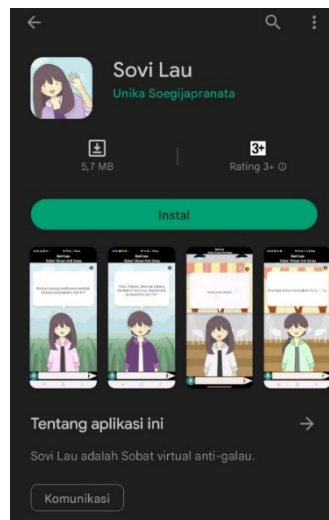 Sovi Lau
Unika Soegijapranata
5,7 MB
3+
Rating 3+
Instal
Tentang aplikasi ini
Sovi Lau adalah Sobat virtual anti-galau.
Komunikasi